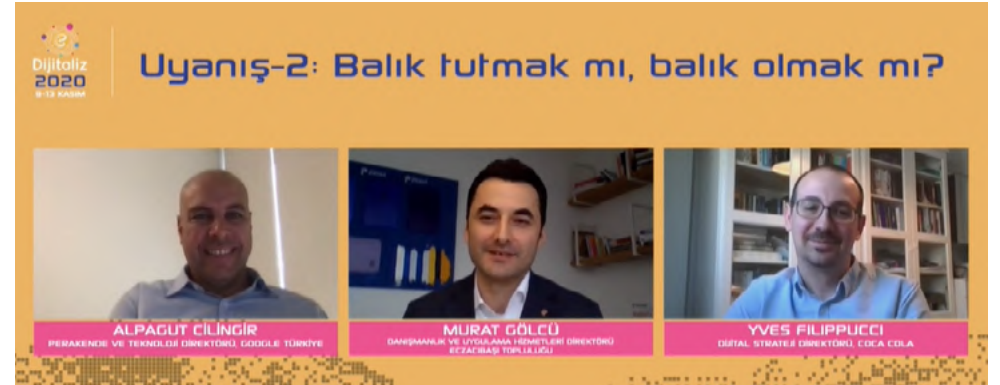 Dijitaliz
2020
9-13 KASIM
Uyanış-2: Balık tutmak mı, balık olmak mı?
ALPAGUT CİLİNGİR
PERAKENDE VE TEKNOLOJİ DİREKTÖRÜ, GOOGLE TÜRKİYE
MURAT GÖLCÜ
DANIŞMANLIK VE UYGULAMA HİZMETLERİ DİREKTÖRÜ
ECZACIBAŞI TOPLULUĞU
YVES FILIPPUCCI
DİJİTAL STRATEJİ DİREKTÖRÜ, COCA COLA